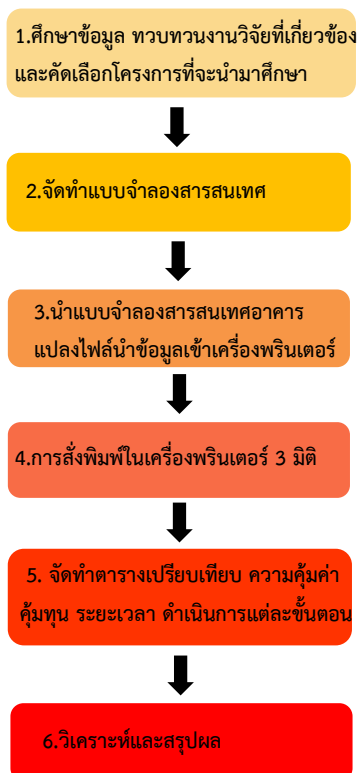 1.ศึกษาข้อมูล ทวบทวนงานวิจัยที่เกี่ยวข้อง
และคัดเลือกโครงการที่จะนำมาศึกษา
2.จัดทำแบบจำลองสารสนเทศ
3.นำแบบจำลองสารสนเทศอาคาร
แปลงไฟล์นำข้อมูลเข้าเครื่องพรินเตอร์
4.การสั่งพิมพ์ในเครื่องพรินเตอร์ 3 มิติ
5. จัดทำตารางเปรียบเทียบ ความคุ้มค่า
คุ้มทุน ระยะเวลา ดำเนินการแต่ละขั้นตอน
6.วิเคราะห์และสรุปผล